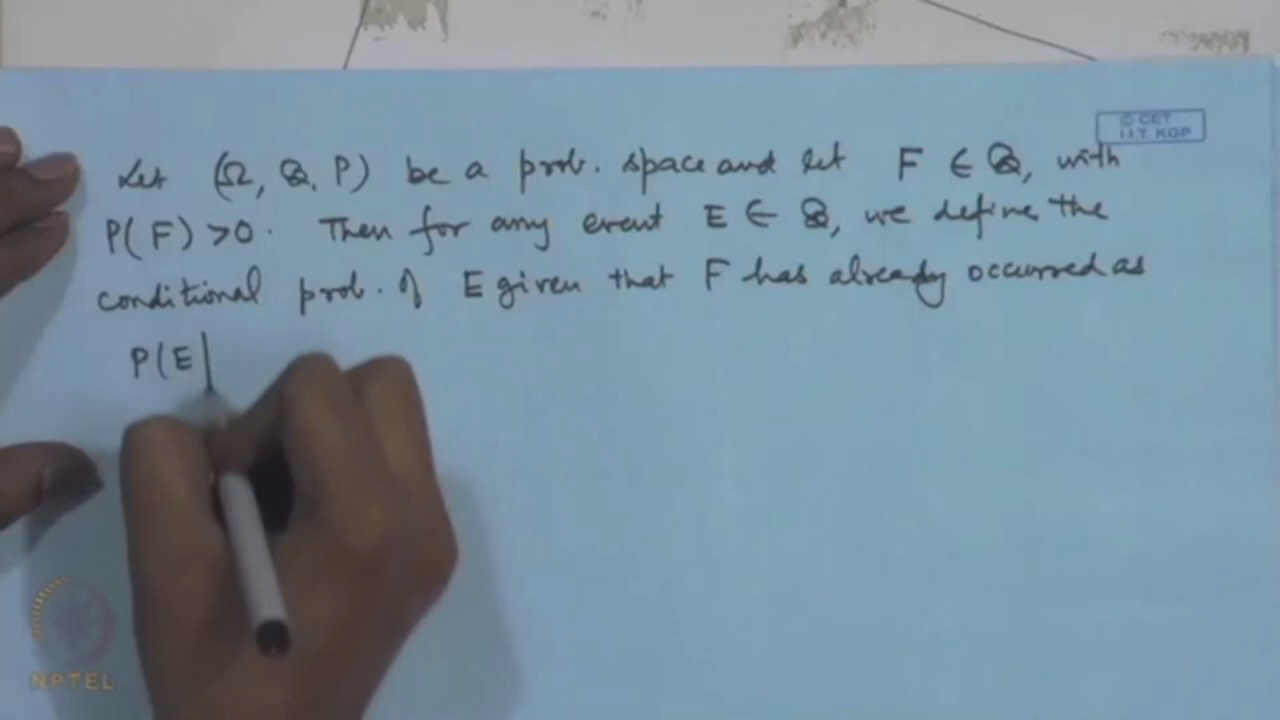 © CET
I.I.T. KGP
Let (Ω, ℬ, P) be a prob. space and let F ∈ ℬ, with
P(F) >0. Then for any event E ∈ ℬ, we define the
conditional prob. of E given that F has already occurred as
P(E|
NPTEL